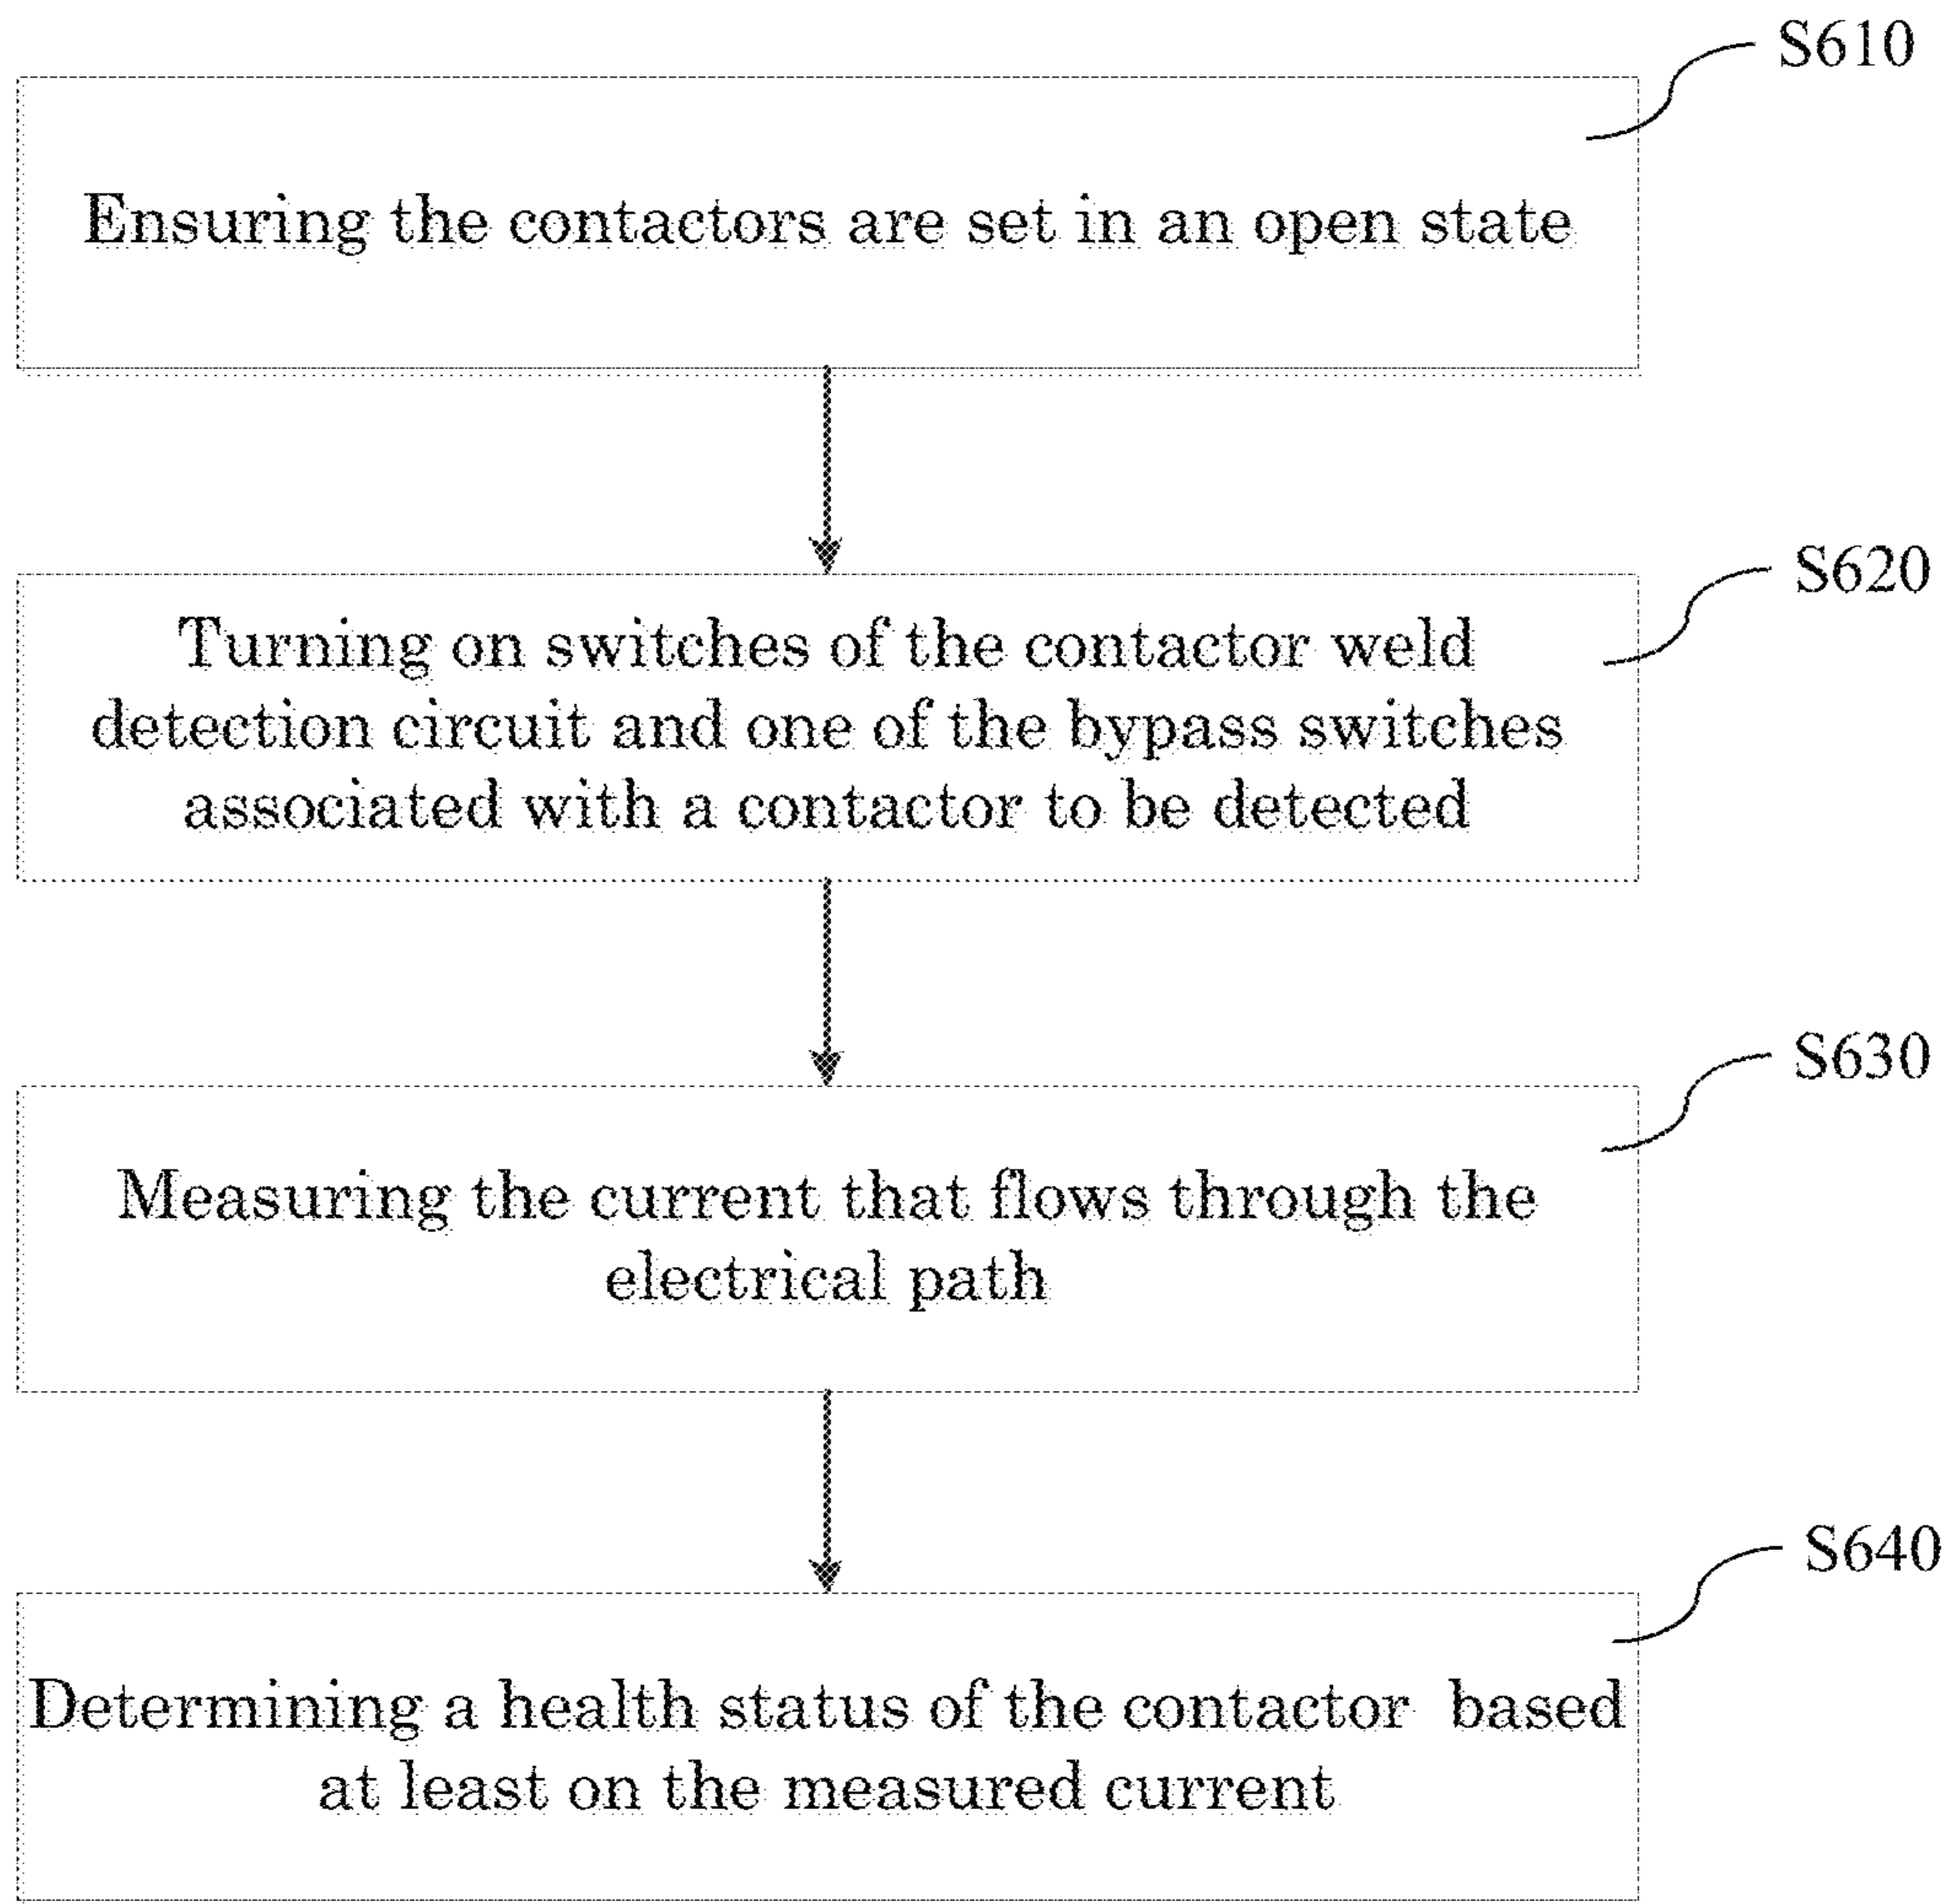 S610
Ensuring the contactors are set in an open state
S620
Turning on switches of the contactor weld
detection circuit and one of the bypass switches
associated with a contactor to be detected
S630
Measuring the current that flows through the
electrical path
S640
Determining a health status of the contactor based
at least on the measured current